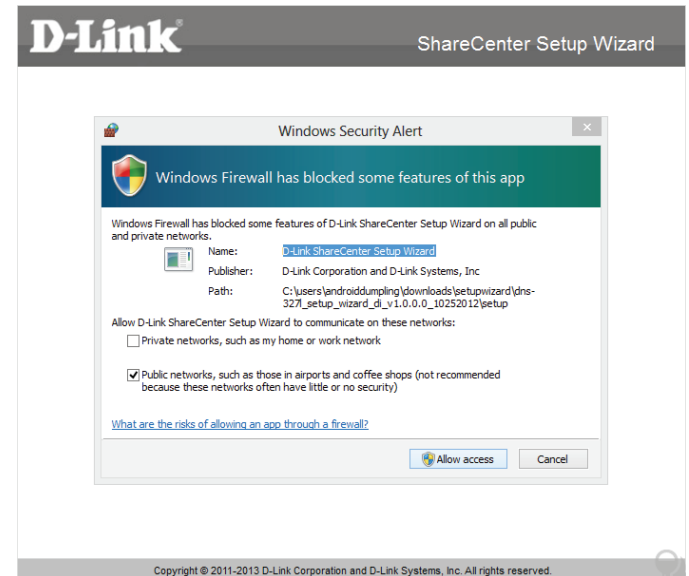 D-Link
ShareCenter Setup Wizard
Windows Security Alert
Windows Firewall has blocked some features of this app
Windows Firewall has blocked some features of D-Link ShareCenter Setup Wizard on all public
and private networks.
Name: D-Link ShareCenter Setup Wizard
Publisher: D-Link Corporation and D-Link Systems, Inc
Path: C:\users\androiddumpling\downloads\setupwizard\dns-
327l_setup_wizard_di_v1.0.0.0_10252012\setup
Allow D-Link ShareCenter Setup Wizard to communicate on these networks:
Private networks, such as my home or work network
Public networks, such as those in airports and coffee shops (not recommended
because these networks often have little or no security)
What are the risks of allowing an app through a firewall?
Allow access Cancel
Copyright © 2011-2013 D-Link Corporation and D-Link Systems, Inc. All rights reserved.